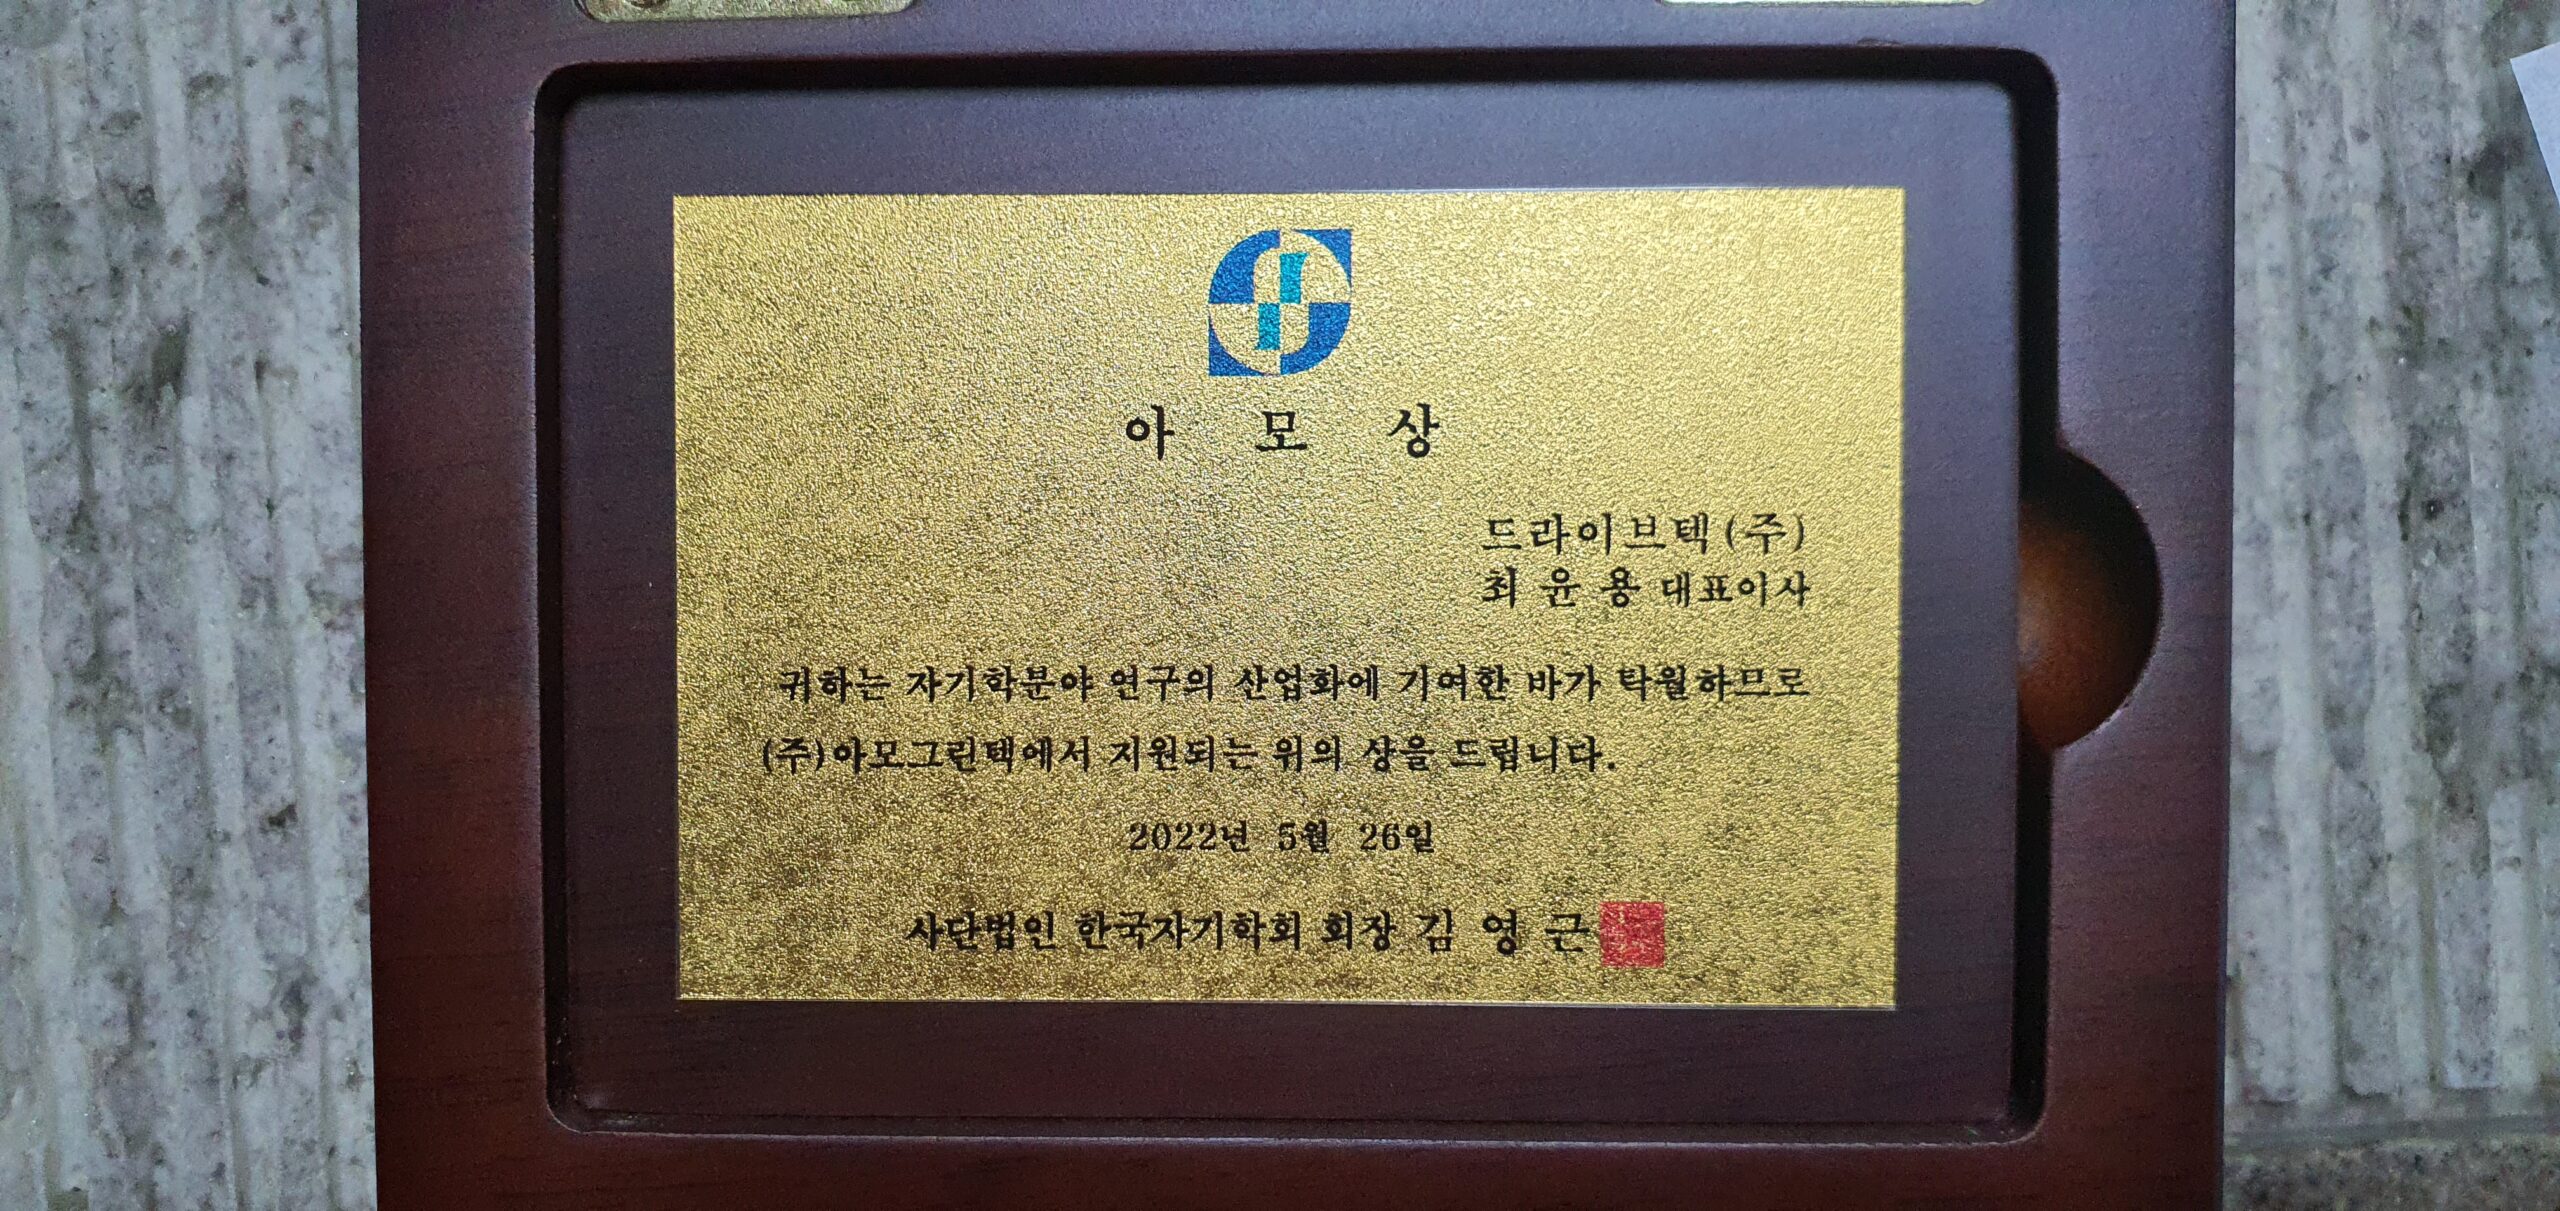 아 모 상
드라이브텍(주)
최 윤 용 대표이사
귀하는 자기학분야 연구의 산업화에 기여한 바가 탁월하므로
(주)아모그린텍에서 지원되는 위의 상을 드립니다.
2022년 5월 26일
사단법인 한국자기학회 회장 김 영 근